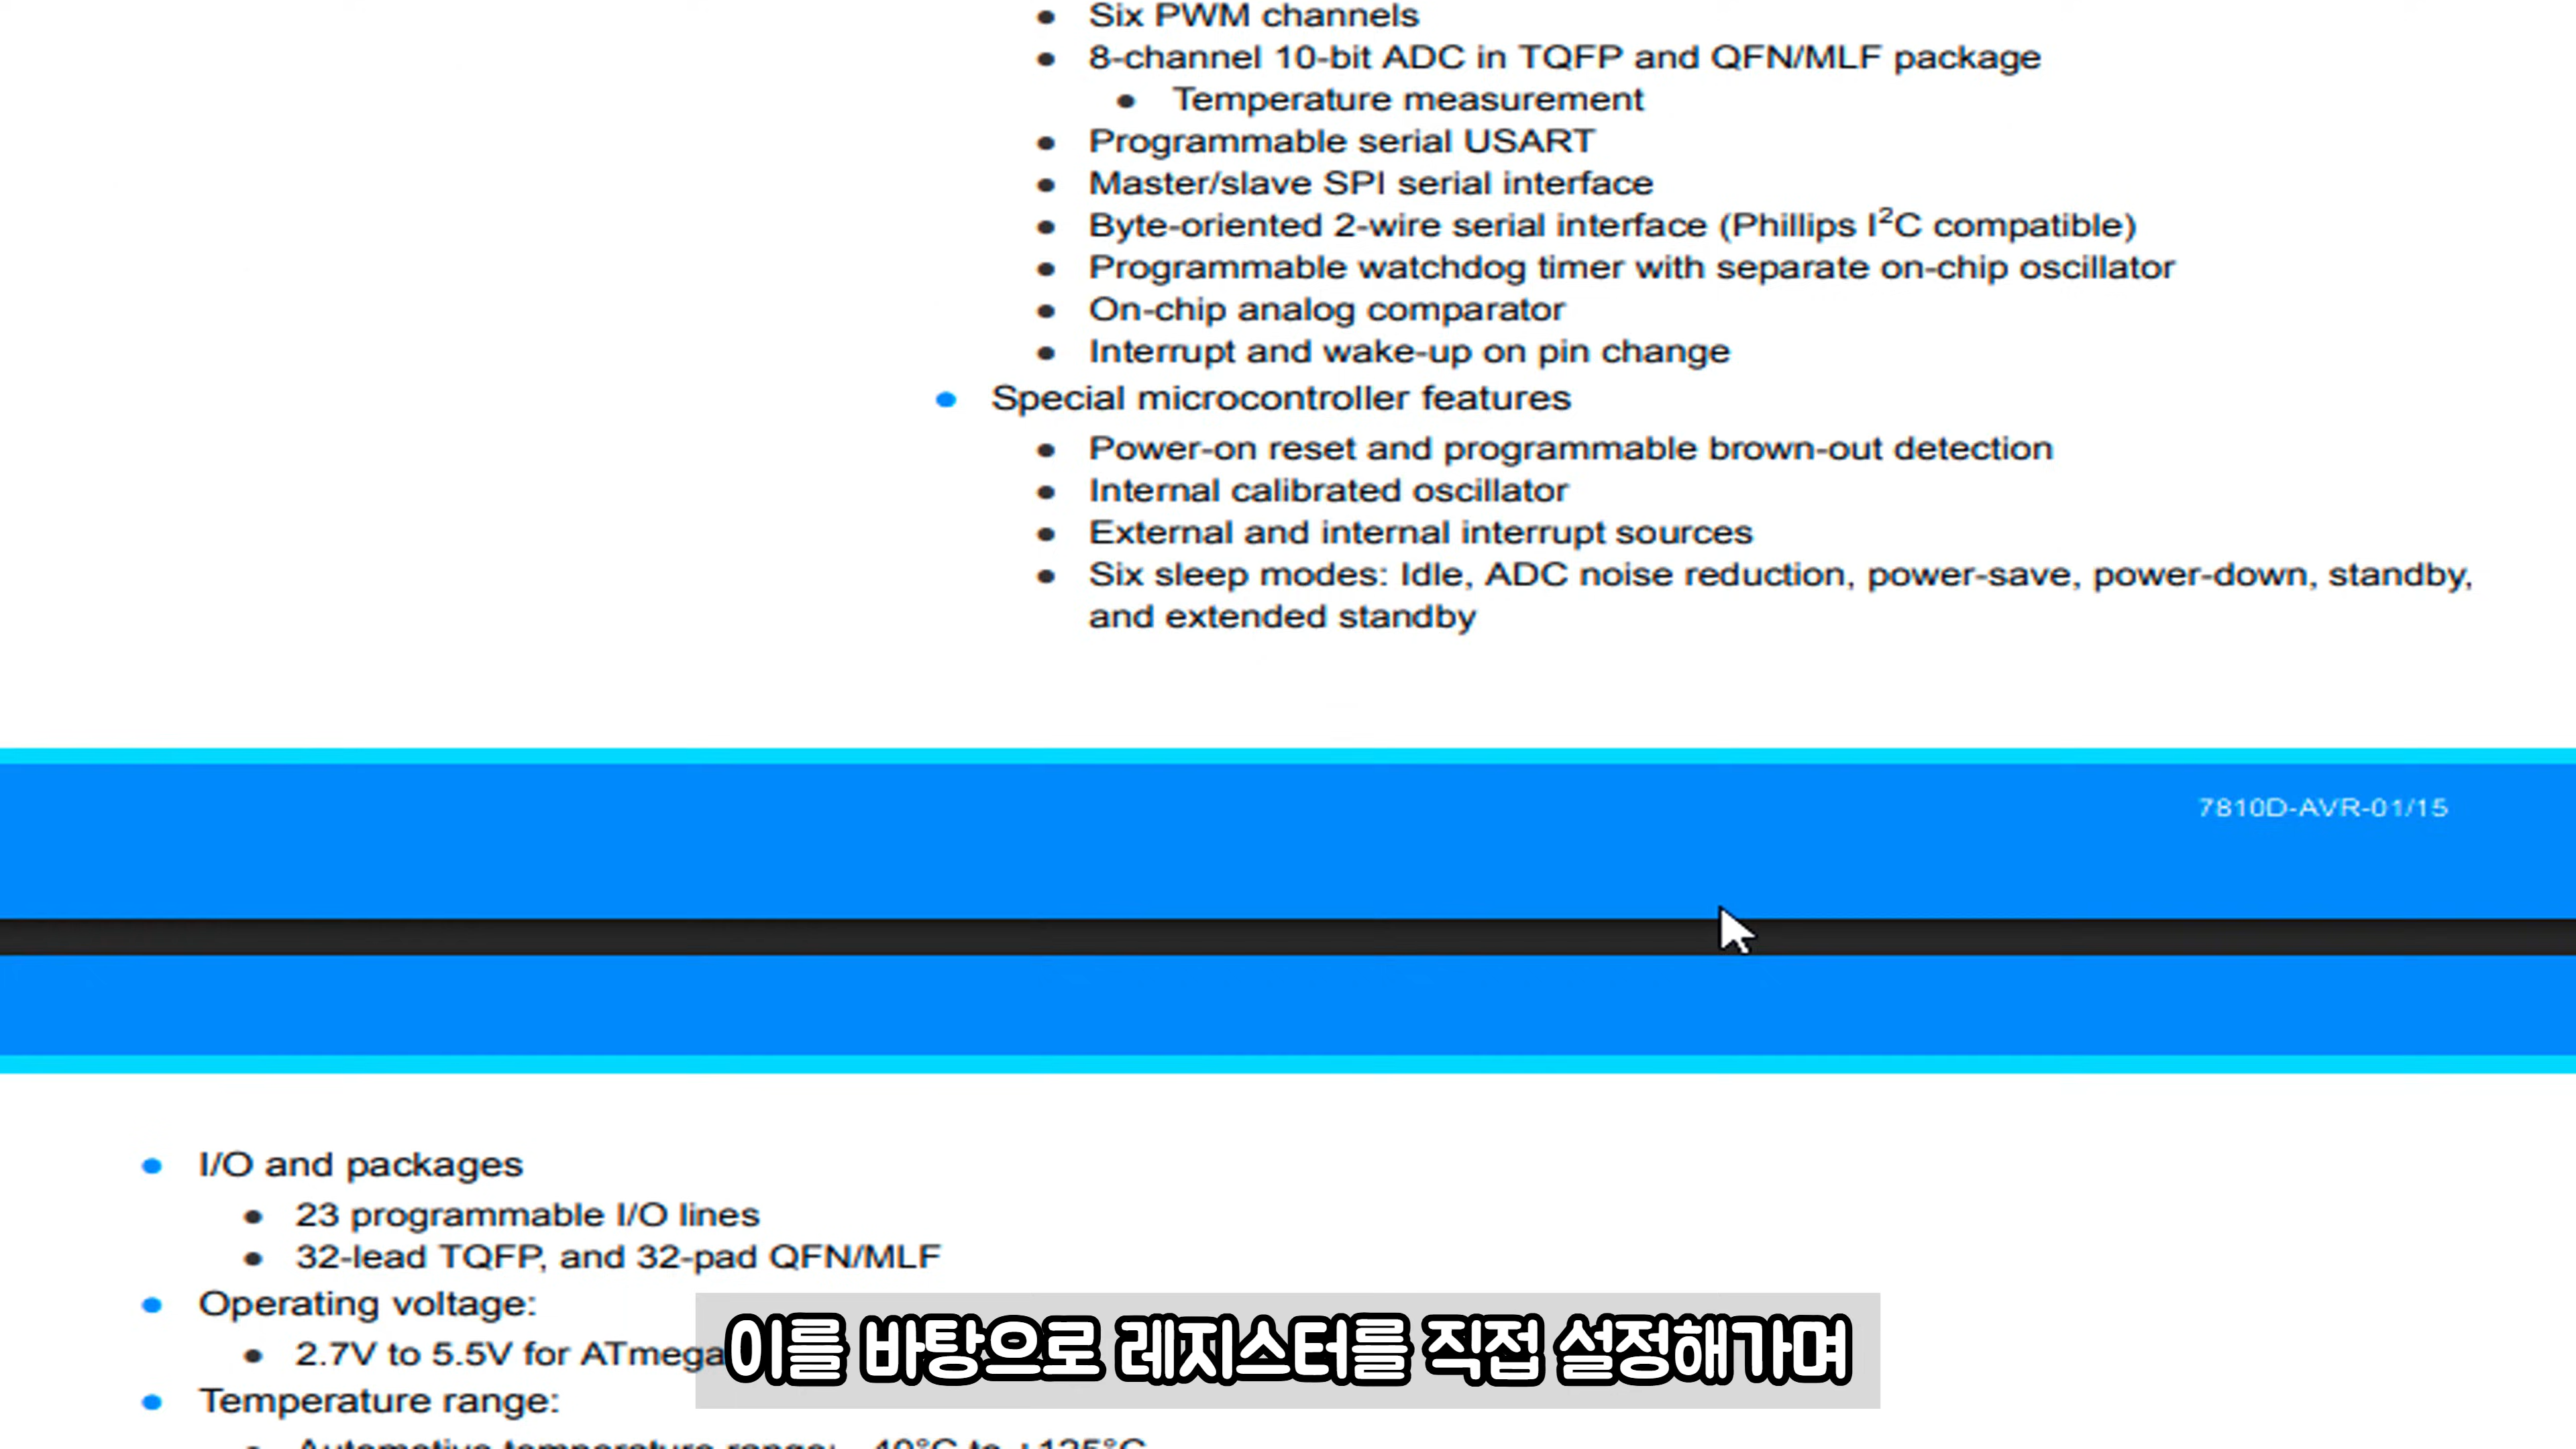 Six PWM channels
8-channel 10-bit ADC in TQFP and QFN/MLF package
Temperature measurement
Programmable serial USART
Master/slave SPI serial interface
Byte-oriented 2-wire serial interface (Phillips I²C compatible)
Programmable watchdog timer with separate on-chip oscillator
On-chip analog comparator
Interrupt and wake-up on pin change
Special microcontroller features
Power-on reset and programmable brown-out detection
Internal calibrated oscillator
External and internal interrupt sources
Six sleep modes: Idle, ADC noise reduction, power-save, power-down, standby,
and extended standby
7810D-AVR-01/15
I/O and packages
23 programmable I/O lines
32-lead TQFP, and 32-pad QFN/MLF
Operating voltage:
2.7V to 5.5V for ATmega
이를 바탕으로 레지스터를 직접 설정해가며
Temperature range:
Automotive temperature range: –40°C to +125°C